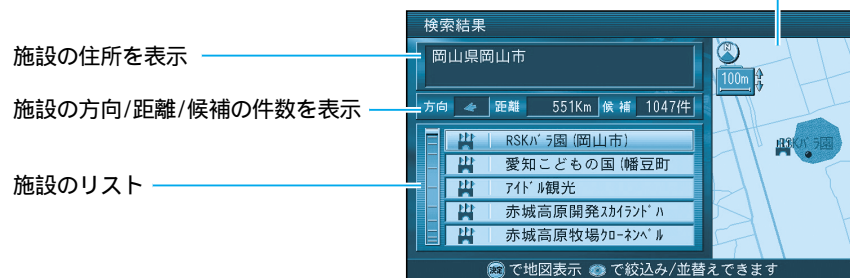 検索結果
施設の住所を表示
岡山県岡山市
N
100m
施設の方向/距離/候補の件数を表示
方向 距離 551Km 候補 1047件
施設のリスト
RSKバラ園(岡山市)
愛知こどもの国(幡豆町
アイドル観光
赤城高原開発スカイランドハ
赤城高原牧場クローネンベル
RSKバラ園
決定 で地図表示 で絞込み/並替えできます